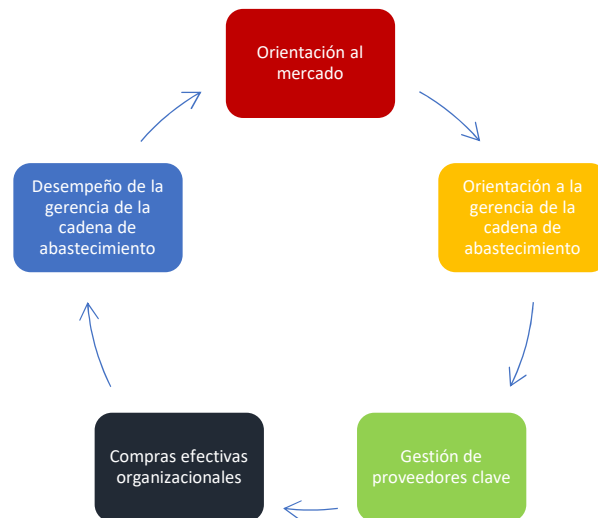 Orientación al
mercado
Orientación a la
gerencia de la
cadena de
abastecimiento
Gestión de
proveedores clave
Compras efectivas
organizacionales
Desempeño de la
gerencia de la
cadena de
abastecimiento